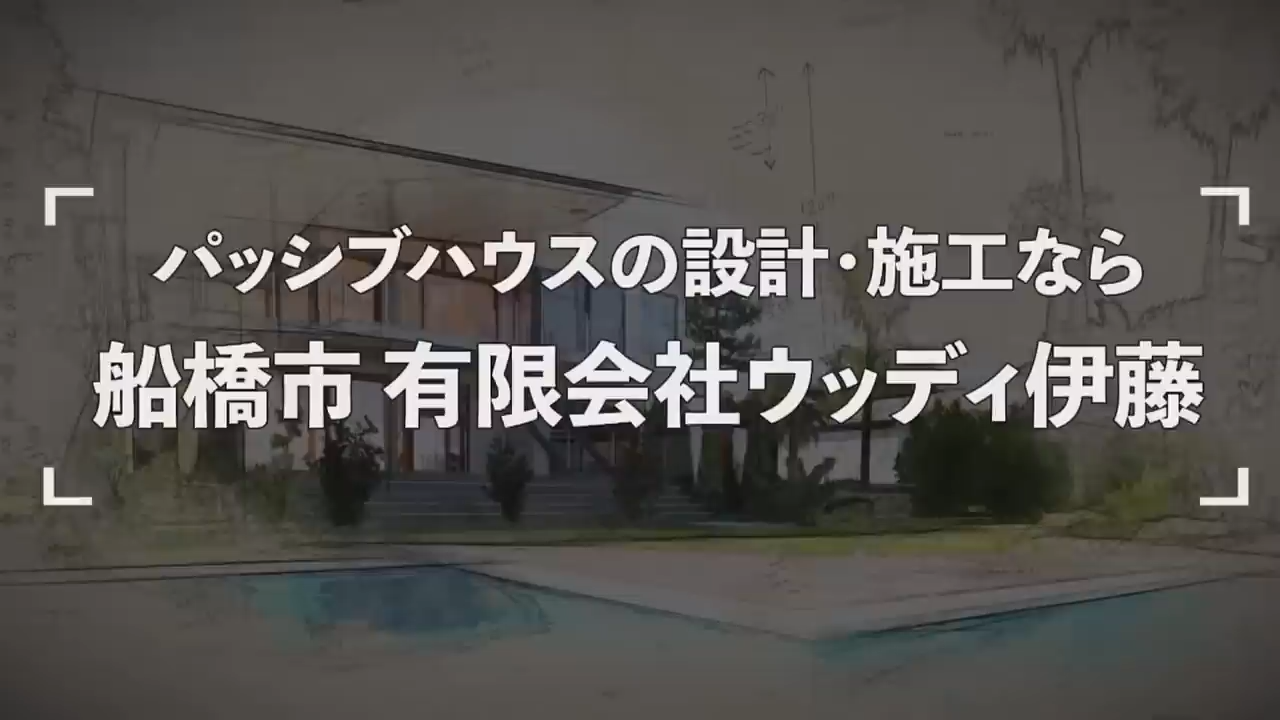 パッシブハウスの設計・施工なら
船橋市 有限会社ウッディ伊藤